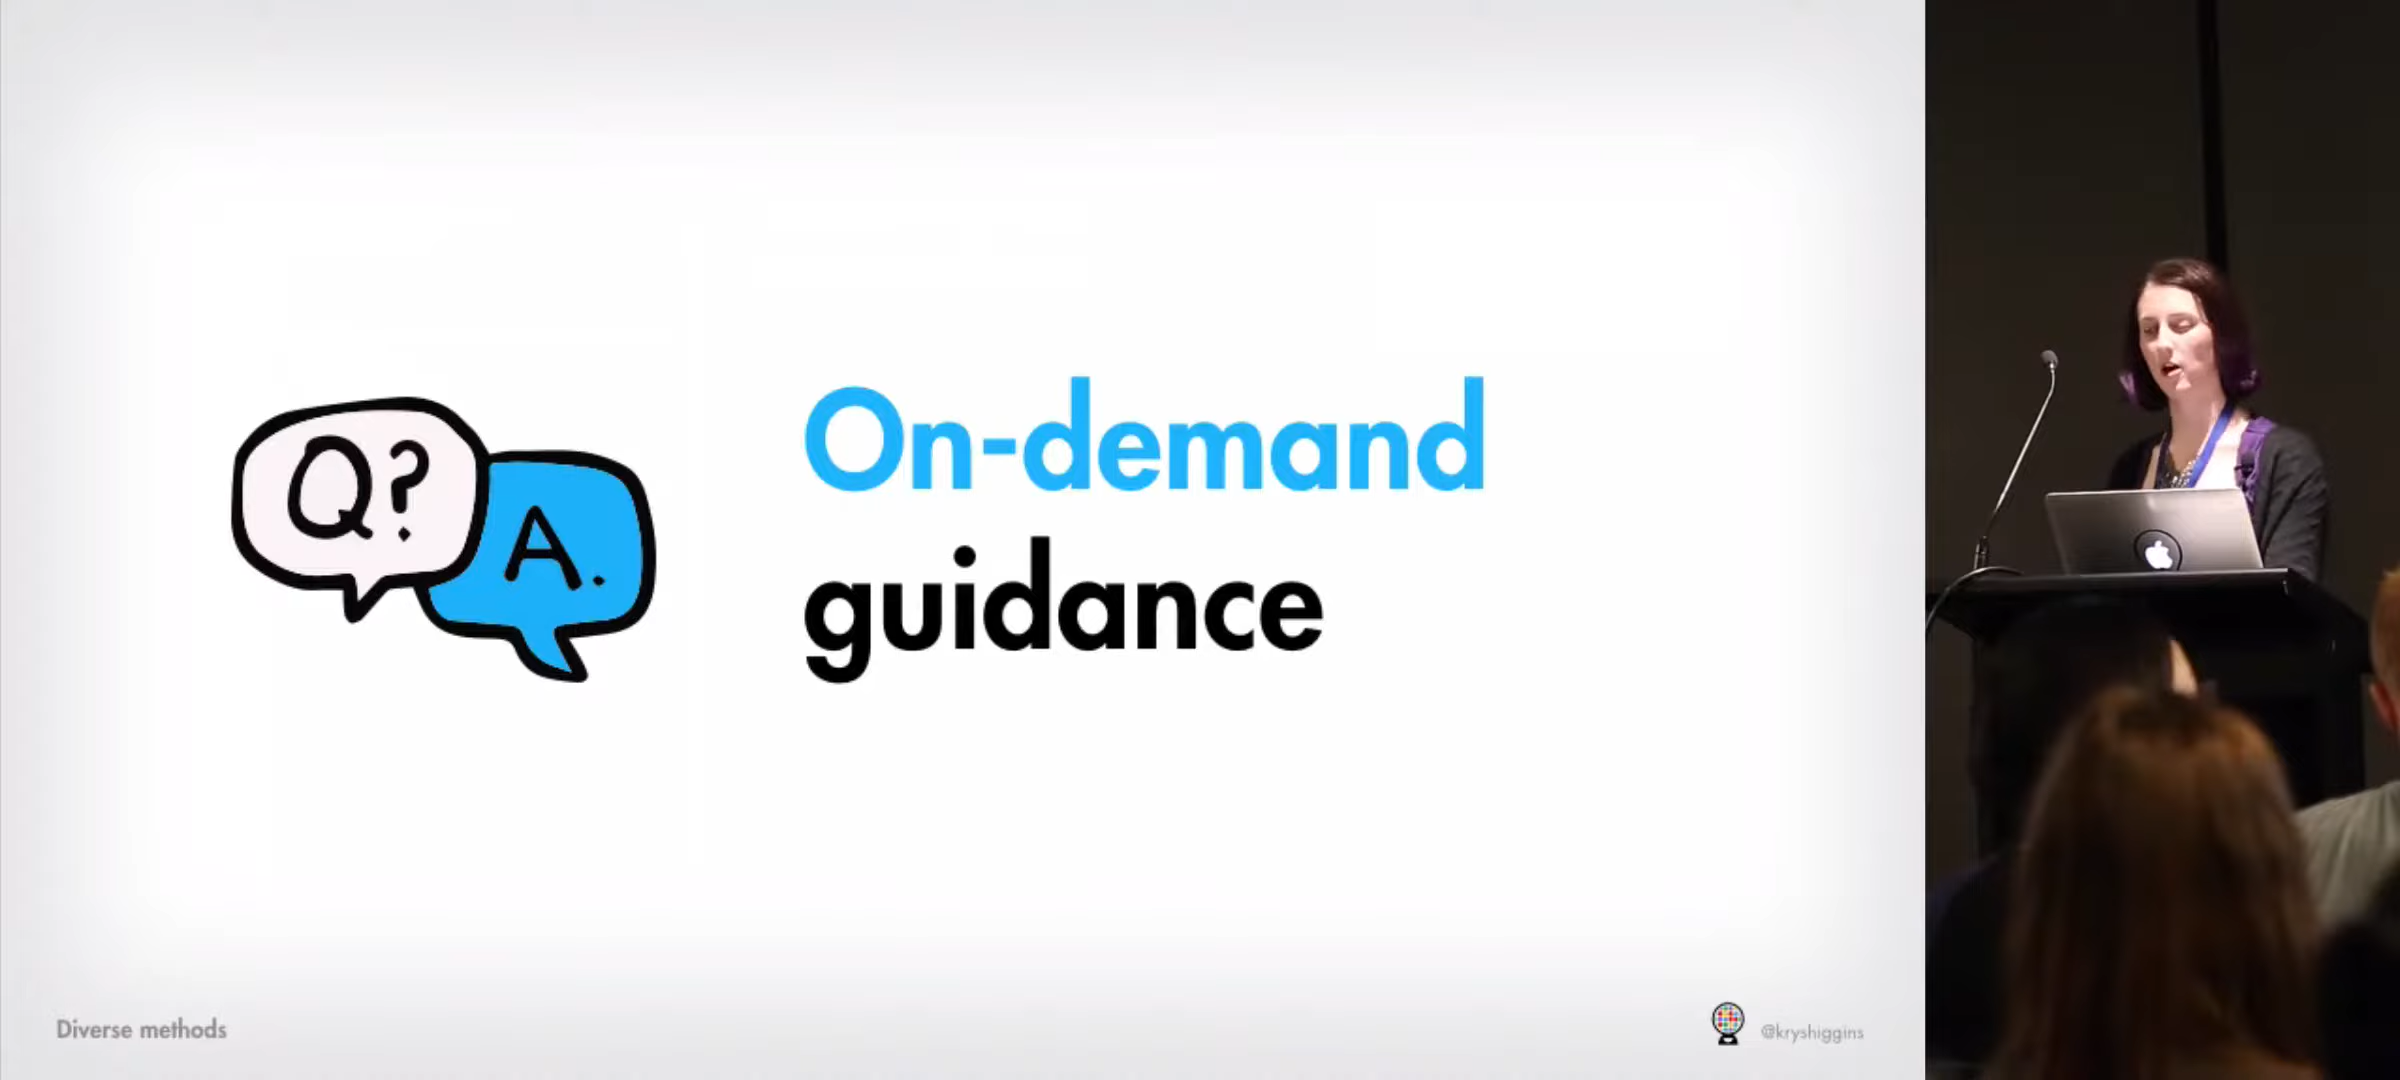 Q?
A.
On-demand
guidance
Diverse methods
@kryshiggins